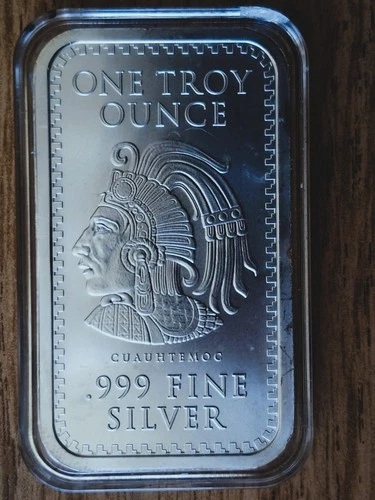 ONE TROY
OUNCE
CUAUHTEMOC
.999 FINE
SILVER